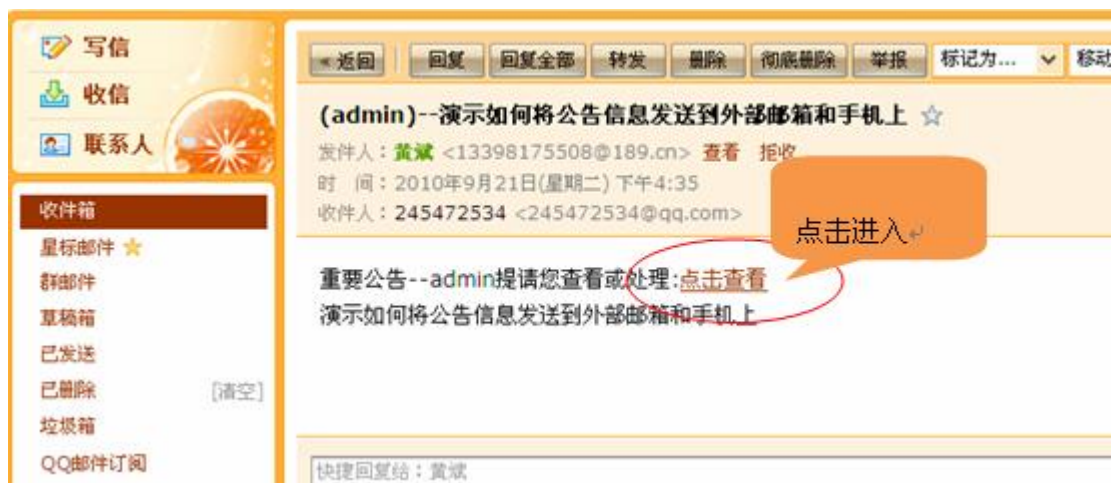 写信
收信
联系人
收件箱
星标邮件
群邮件
草稿箱
已发送
已删除 [清空]
垃圾箱
QQ邮件订阅
«返回 回复 回复全部 转发 删除 彻底删除 举报 标记为... 移动
(admin)--演示如何将公告信息发送到外部邮箱和手机上
发件人：黄斌 <13398175508@189.cn> 查看 拒收
时 间：2010年9月21日(星期二) 下午4:35
收件人：245472534 <245472534@qq.com>
点击进入
重要公告--admin提请您查看或处理:点击查看
演示如何将公告信息发送到外部邮箱和手机上
快捷回复给：黄斌